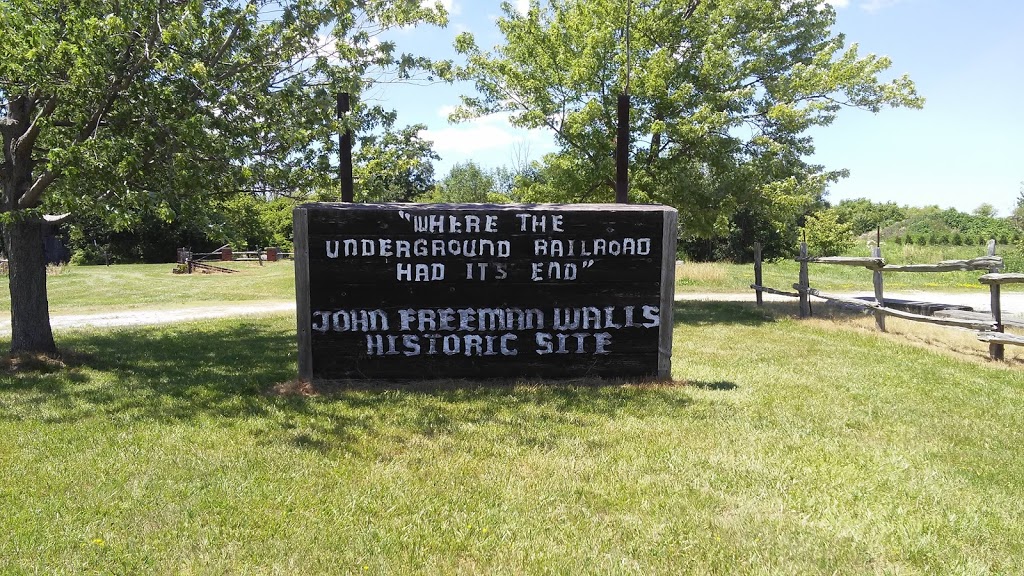 "WHERE THE
UNDERGROUND RAILROAD
HAD ITS END"
JOHN FREEMAN WALLS
HISTORIC SITE